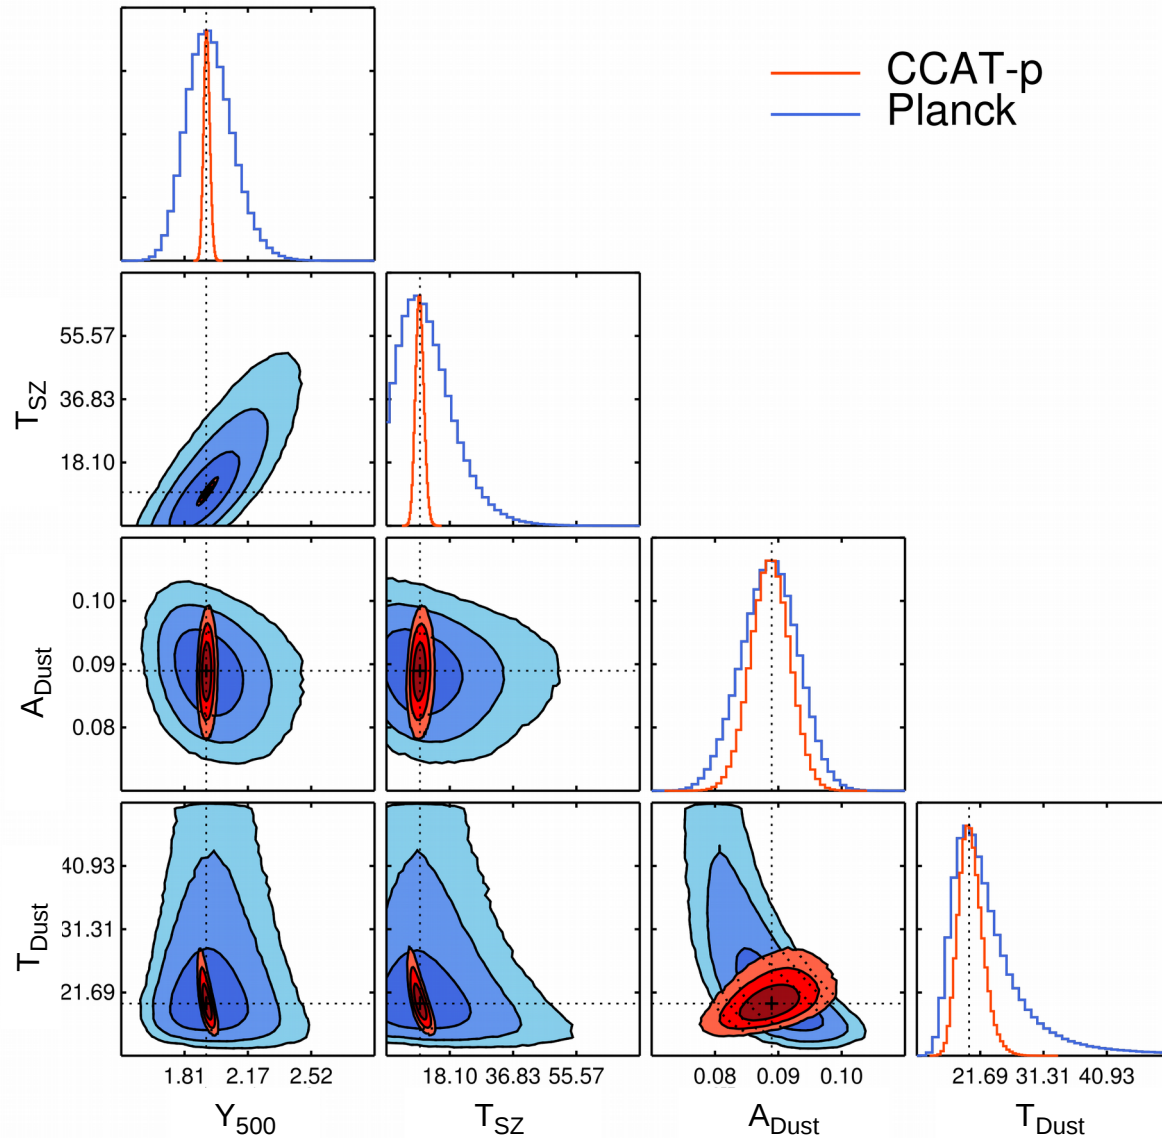 CCAT-p
Planck
55.57
36.83
18.10
T_SZ
0.10
0.09
0.08
A_Dust
40.93
31.31
21.69
T_Dust
1.81 2.17 2.52
18.10 36.83 55.57
0.08 0.09 0.10
21.69 31.31 40.93
Y_500
T_SZ
A_Dust
T_Dust